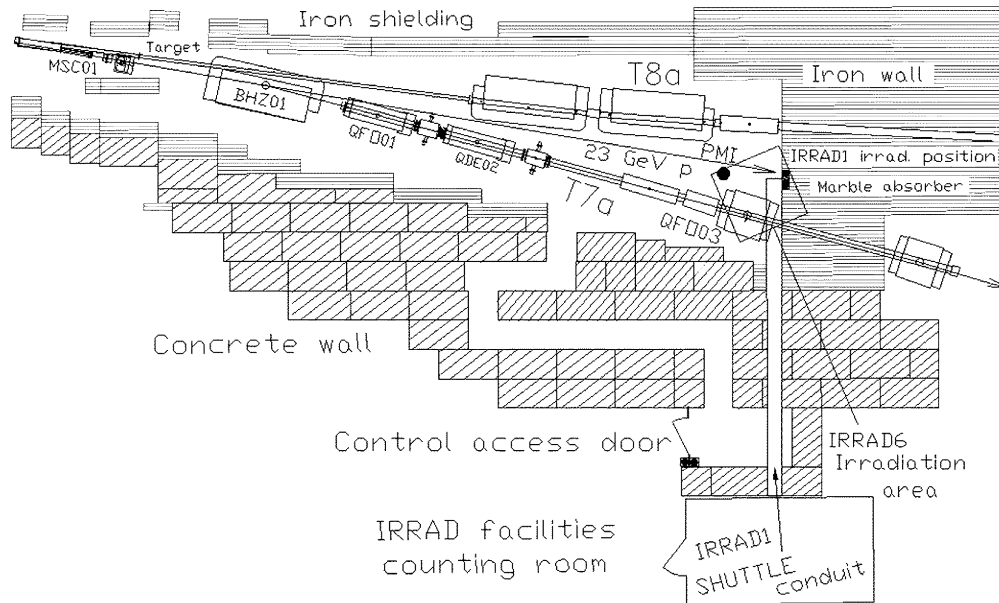 Iron shielding
Target
MSC01
BHZ01
T8a
Iron wall
QFO01
QDE02
23 GeV p
PMI
IRRAD1 irrad. position
Marble absorber
T7a
QFO03
Concrete wall
Control access door
IRRAD6
Irradiation
area
IRRAD facilities
counting room
IRRAD1
SHUTTLE
conduit